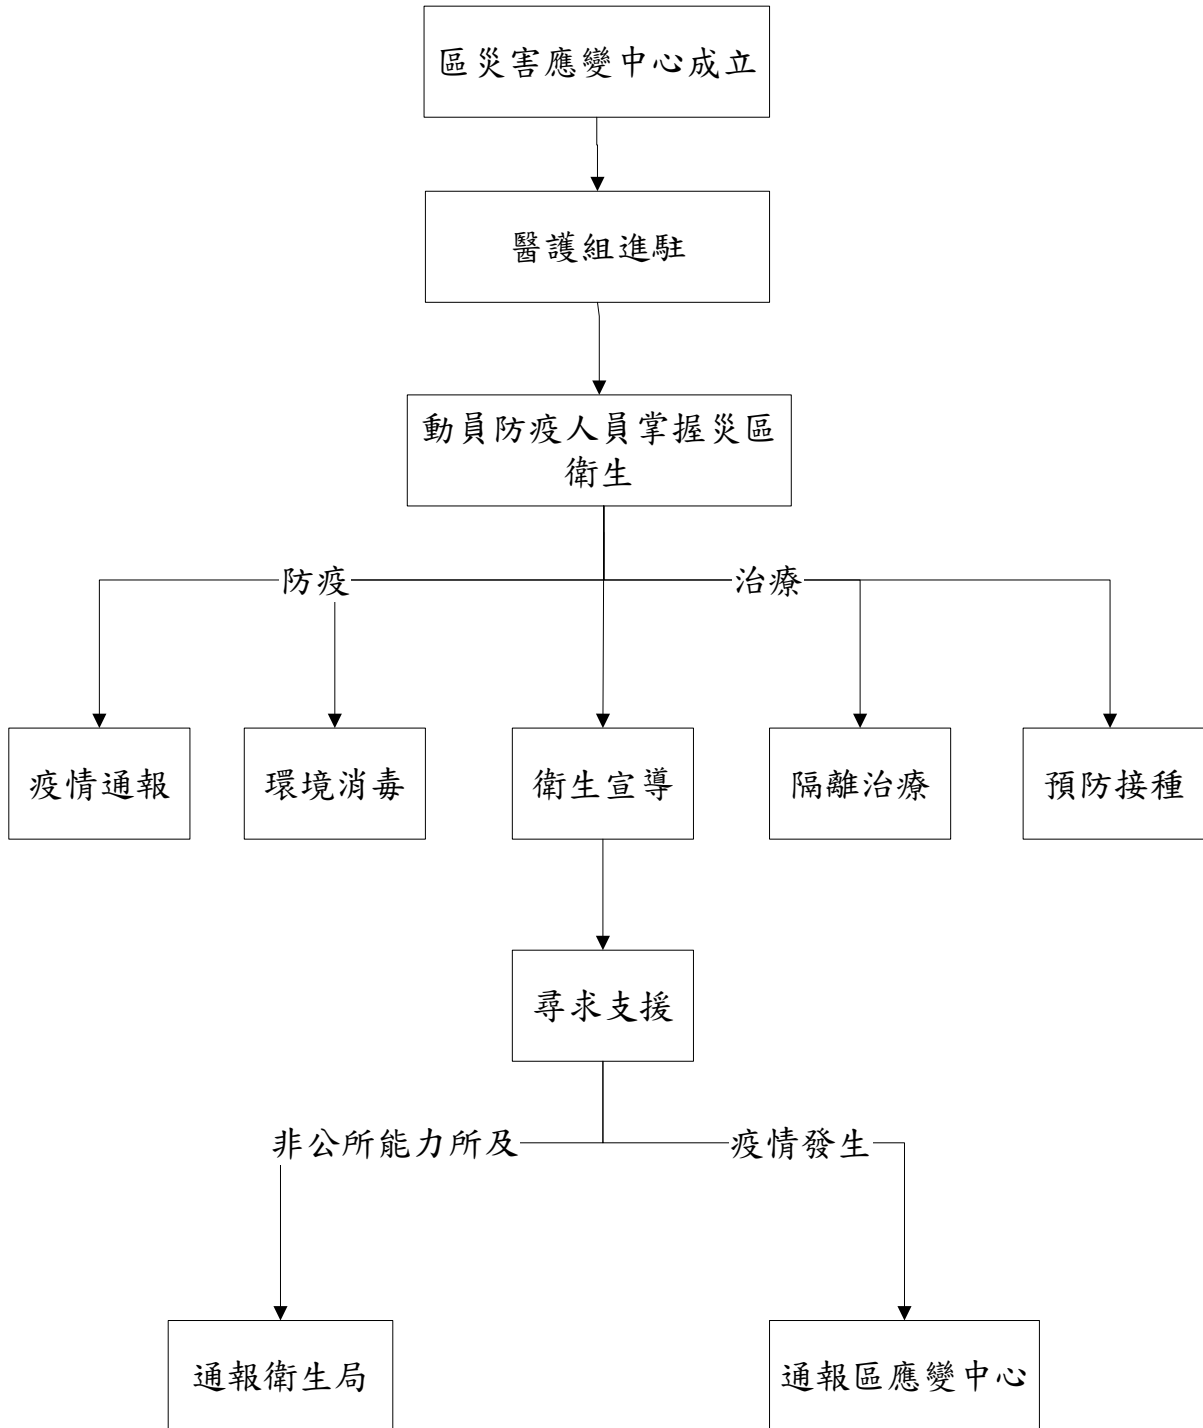 區災害應變中心成立
醫護組進駐
動員防疫人員掌握災區
衛生
防疫
治療
疫情通報
環境消毒
衛生宣導
隔離治療
預防接種
尋求支援
非公所能力所及
疫情發生
通報衛生局
通報區應變中心